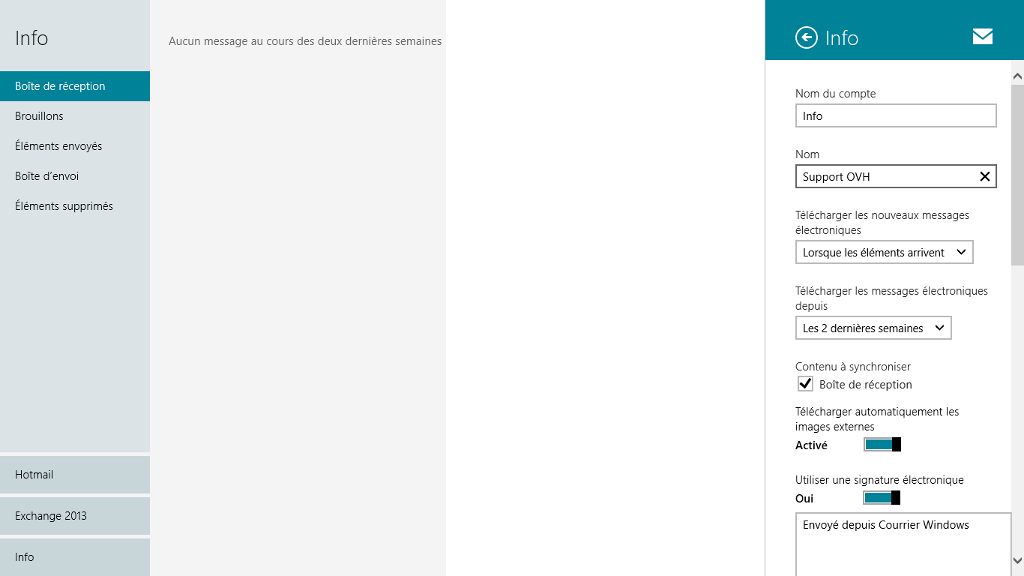 Info
Boîte de réception
Brouillons
Éléments envoyés
Boîte d'envoi
Éléments supprimés
Hotmail
Exchange 2013
Info
Aucun message au cours des deux dernières semaines
Info
Nom du compte
Info
Nom
Support OVH
Télécharger les nouveaux messages
électroniques
Lorsque les éléments arrivent
Télécharger les messages électroniques
depuis
Les 2 dernières semaines
Contenu à synchroniser
Boîte de réception
Télécharger automatiquement les
images externes
Activé
Utiliser une signature électronique
Oui
Envoyé depuis Courrier Windows